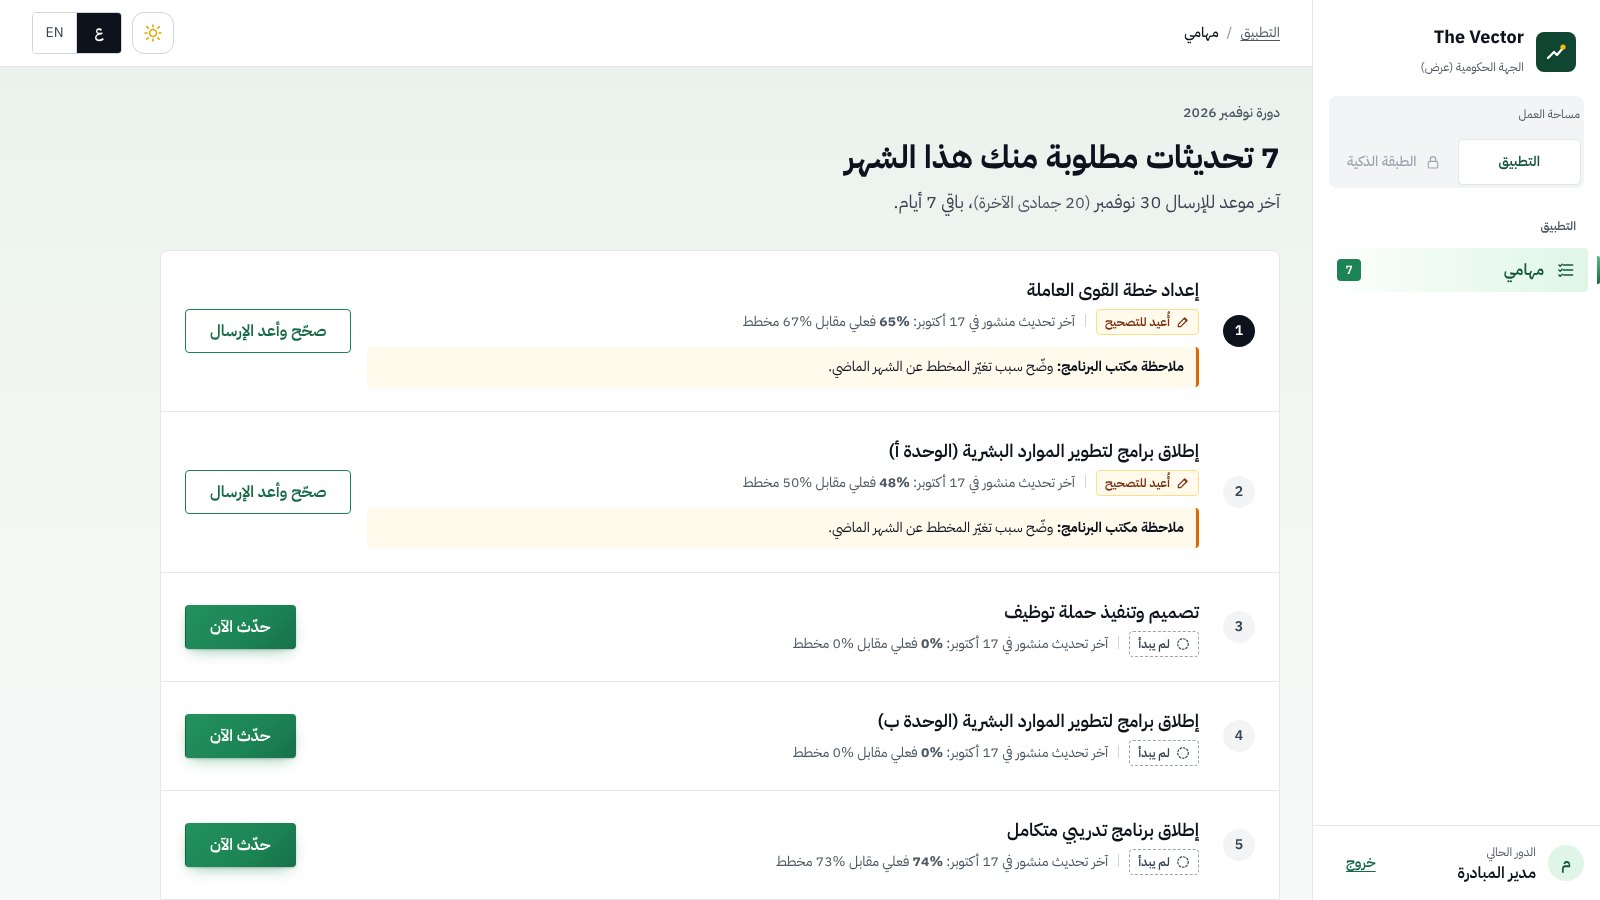 The Vector
الجهة الحكومية (عرض)
مساحة العمل
التطبيق
الطبقة الذكية
التطبيق
مهامي
7
الدور الحالي
مدير المبادرة
م
خروج
التطبيق / مهامي
ع
EN
دورة نوفمبر 2026
7 تحديثات مطلوبة منك هذا الشهر
آخر موعد للإرسال 30 نوفمبر (20 جمادى الآخرة)، باقي 7 أيام.
1
إعداد خطة القوى العاملة
أُعيد للتصحيح
آخر تحديث منشور في 17 أكتوبر: 65% فعلي مقابل 67% مخطط
ملاحظة مكتب البرنامج: وضّح سبب تغيّر المخطط عن الشهر الماضي.
صحّح وأعد الإرسال
2
إطلاق برامج لتطوير الموارد البشرية (الوحدة أ)
أُعيد للتصحيح
آخر تحديث منشور في 17 أكتوبر: 48% فعلي مقابل 50% مخطط
ملاحظة مكتب البرنامج: وضّح سبب تغيّر المخطط عن الشهر الماضي.
صحّح وأعد الإرسال
3
تصميم وتنفيذ حملة توظيف
لم يبدأ
آخر تحديث منشور في 17 أكتوبر: 0% فعلي مقابل 0% مخطط
حدّث الآن
4
إطلاق برامج لتطوير الموارد البشرية (الوحدة ب)
لم يبدأ
آخر تحديث منشور في 17 أكتوبر: 0% فعلي مقابل 0% مخطط
حدّث الآن
5
إطلاق برنامج تدريبي متكامل
لم يبدأ
آخر تحديث منشور في 17 أكتوبر: 74% فعلي مقابل 73% مخطط
حدّث الآن